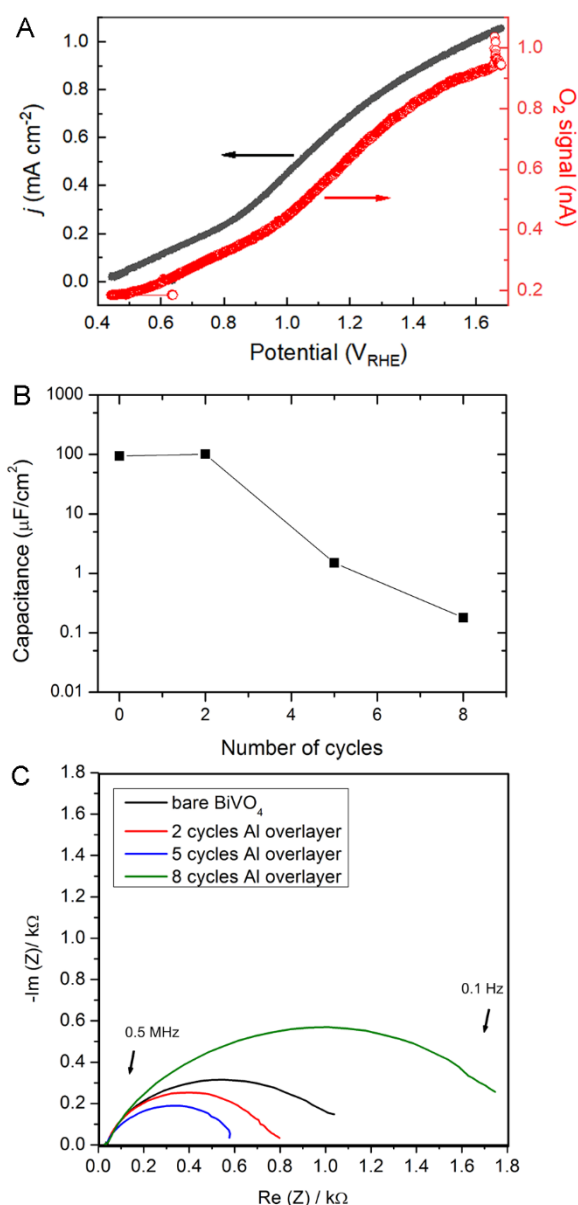 A
j (mA cm-2)
1.0
0.8
0.6
0.4
0.2
0.0
O2 signal (nA)
1.0
0.8
0.6
0.4
0.2
0.4 0.6 0.8 1.0 1.2 1.4 1.6
Potential (VRHE)
B
Capacitance (μF/cm²)
1000
100
10
1
0.1
0.01
0 2 4 6 8
Number of cycles
C
-Im (Z)/ kΩ
1.8
1.6
1.4
1.2
1.0
0.8
0.6
0.4
0.2
0.0
bare BiVO4
2 cycles Al overlayer
5 cycles Al overlayer
8 cycles Al overlayer
0.5 MHz
0.1 Hz
0.0 0.2 0.4 0.6 0.8 1.0 1.2 1.4 1.6 1.8
Re (Z) / kΩ